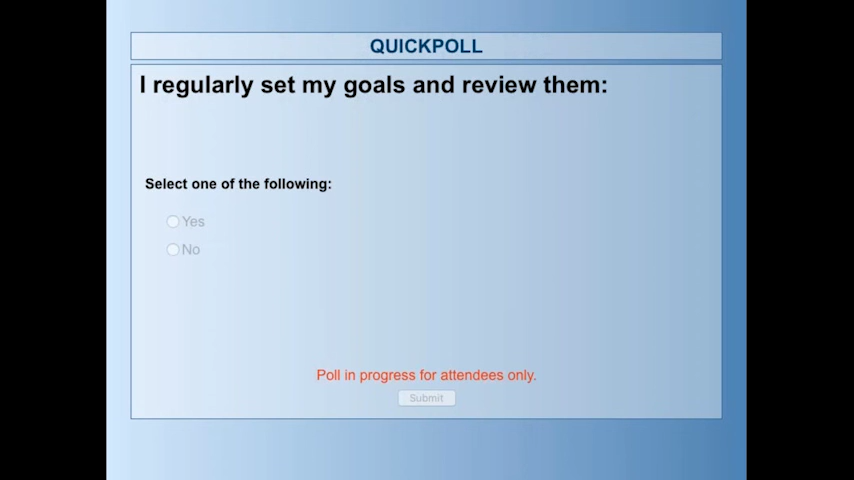 QUICKPOLL
I regularly set my goals and review them:
Select one of the following:
Yes
No
Poll in progress for attendees only.
Submit